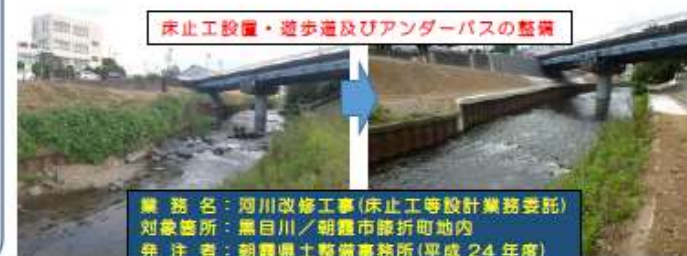 床止工設置・遊歩道及びアンダーパスの整備
業 務 名：河川改修工事(床止工等設計業務委託)
対象箇所：黒目川／朝霞市膝折町地内
発 注 者：朝霞県土整備事務所(平成 24 年度)